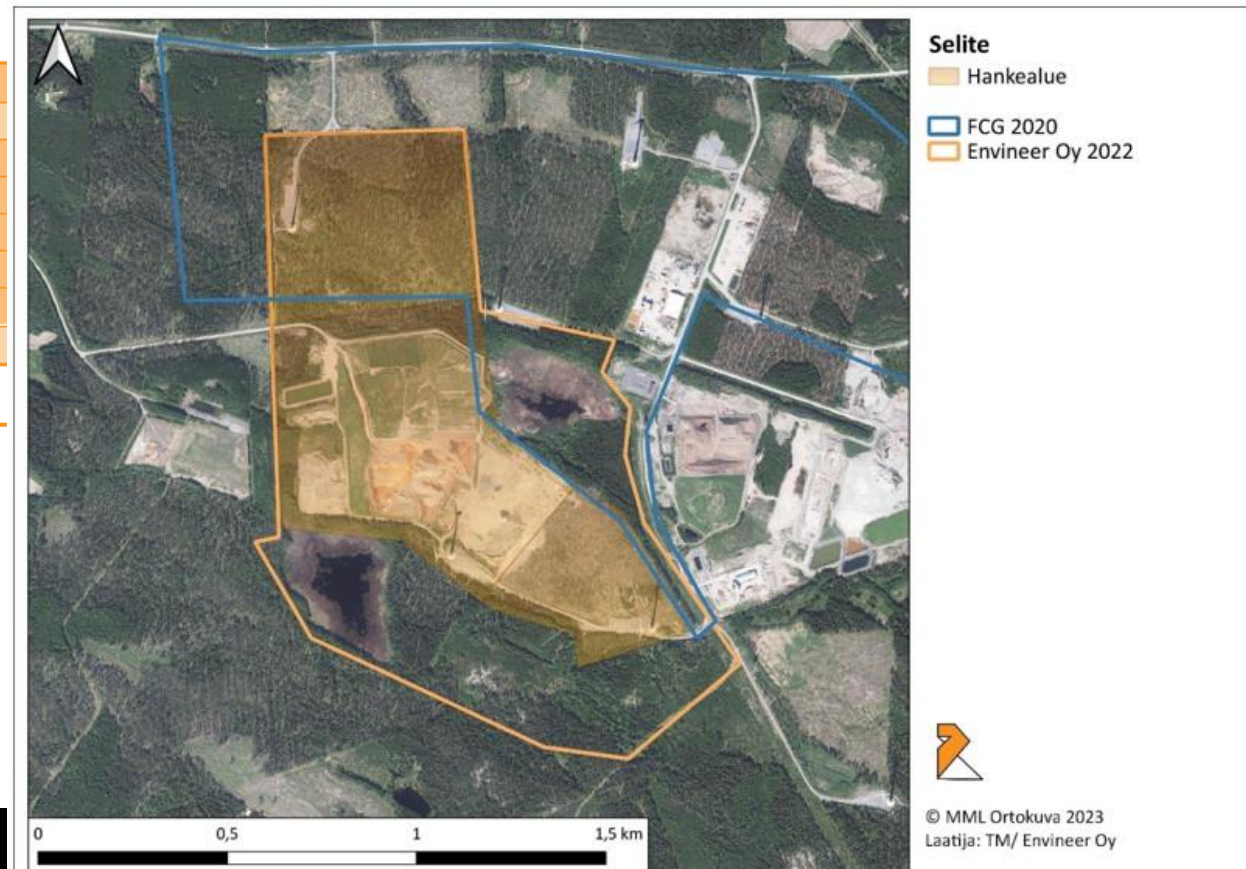 Selite
Hankealue
FCG 2020
Envineer Oy 2022
0 0,5 1 1,5 km
© MML Ortokuva 2023
Laatija: TM/ Envineer Oy